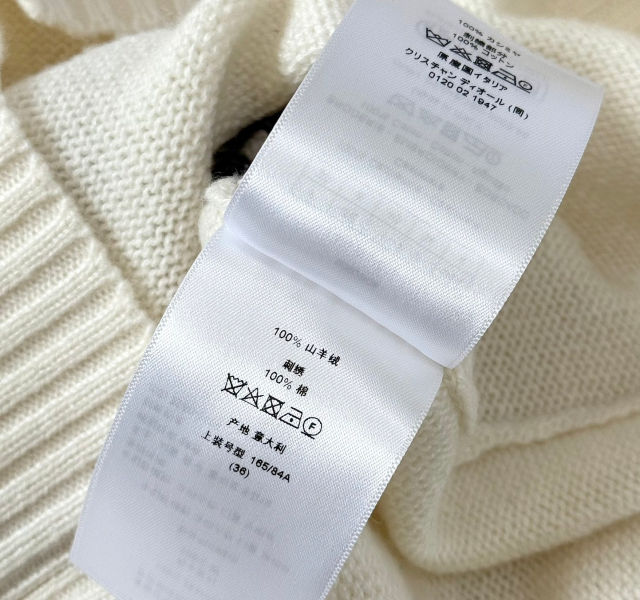 100% カシミヤ
刺繍部分
100% コットン
原産国イタリア
クリスチャン ディオール(同)
0120 02 1947
100% 山羊绒
刺绣
100% 棉
F
产地 意大利
上装号型 165/84A
(36)